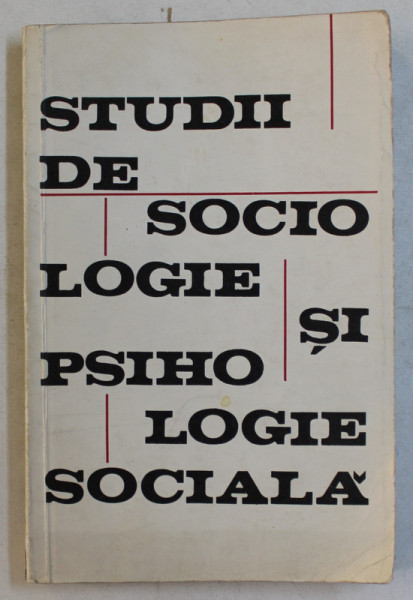 STUDII
DE
SOCIO
LOGIE
ȘI
PSIHO
LOGIE
SOCIALĂ